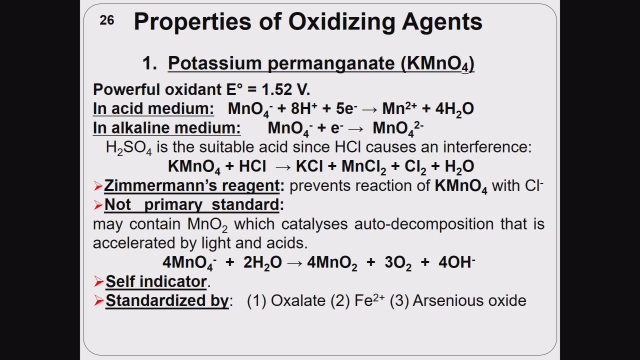 26
Properties of Oxidizing Agents
1. Potassium permanganate (KMnO₄)
Powerful oxidant E° = 1.52 V.
In acid medium: MnO₄⁻ + 8H⁺ + 5e⁻ → Mn²⁺ + 4H₂O
In alkaline medium: MnO₄⁻ + e⁻ → MnO₄²⁻
H₂SO₄ is the suitable acid since HCl causes an interference:
KMnO₄ + HCl → KCl + MnCl₂ + Cl₂ + H₂O
➢Zimmermann's reagent: prevents reaction of KMnO₄ with Cl⁻
➢Not primary standard:
may contain MnO₂ which catalyses auto-decomposition that is
accelerated by light and acids.
4MnO₄⁻ + 2H₂O → 4MnO₂ + 3O₂ + 4OH⁻
➢Self indicator.
➢Standardized by: (1) Oxalate (2) Fe²⁺ (3) Arsenious oxide